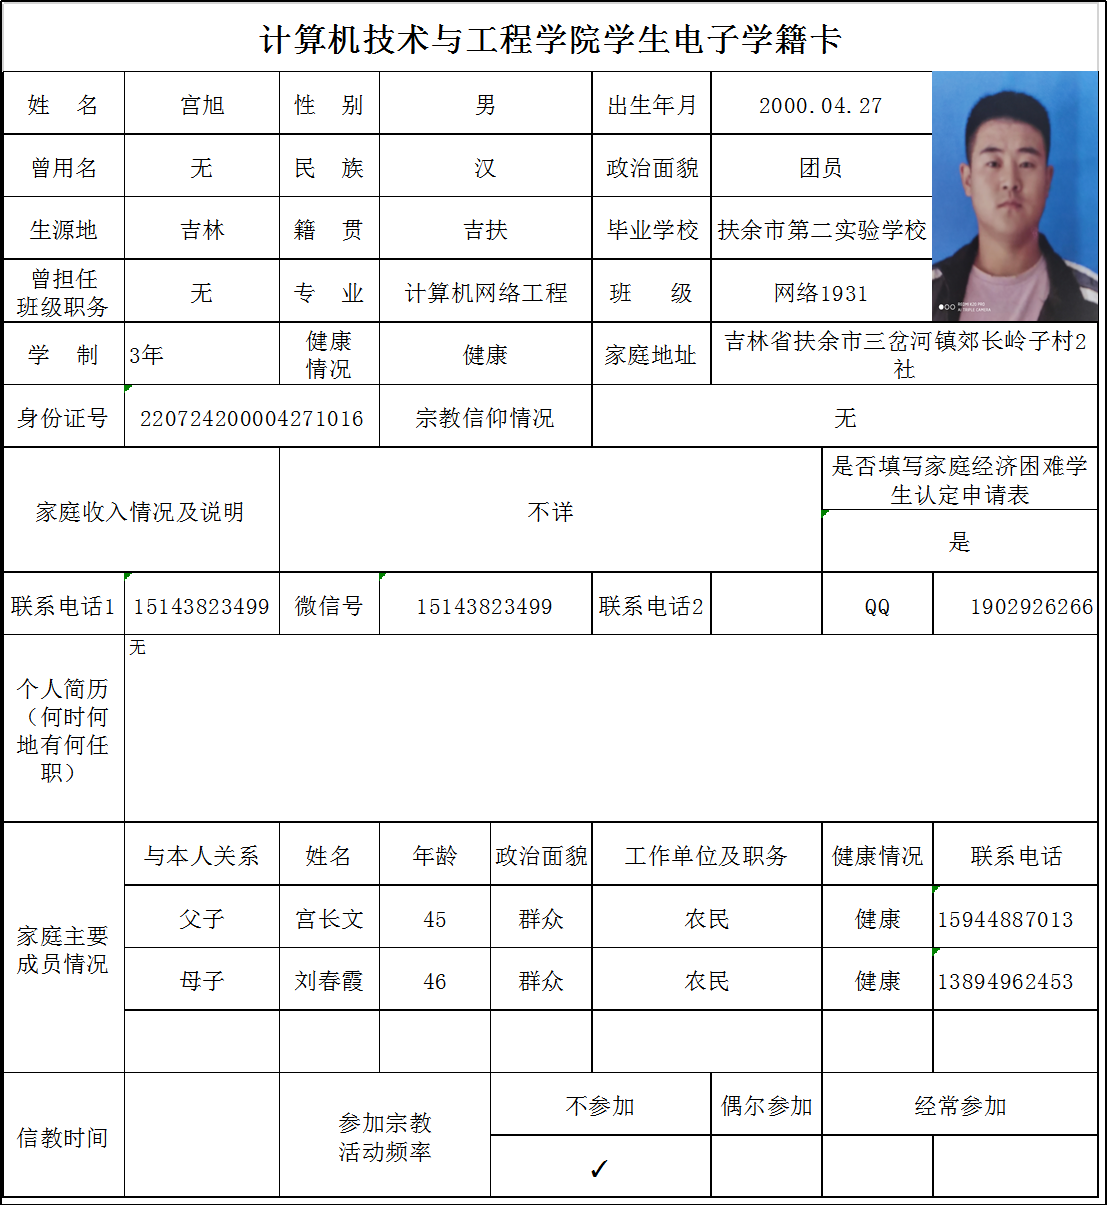 计算机技术与工程学院学生电子学籍卡
姓 名 宫旭 性 别 男 出生年月 2000.04.27
曾用名 无 民 族 汉 政治面貌 团员
生源地 吉林 籍 贯 吉扶 毕业学校 扶余市第二实验学校
曾担任
班级职务 无 专 业 计算机网络工程 班 级 网络1931
学 制 3年 健康
情况 健康 家庭地址 吉林省扶余市三岔河镇郊长岭子村2
社
身份证号 220724200004271016 宗教信仰情况 无
家庭收入情况及说明 不详 是否填写家庭经济困难学
生认定申请表
是
联系电话1 15143823499 微信号 15143823499 联系电话2 QQ 1902926266
个人简历
（何时何
地有何任
职） 无
家庭主要
成员情况
与本人关系 姓名 年龄 政治面貌 工作单位及职务 健康情况 联系电话
父子 宫长文 45 群众 农民 健康 15944887013
母子 刘春霞 46 群众 农民 健康 13894962453
信教时间 参加宗教
活动频率 不参加 偶尔参加 经常参加
✓